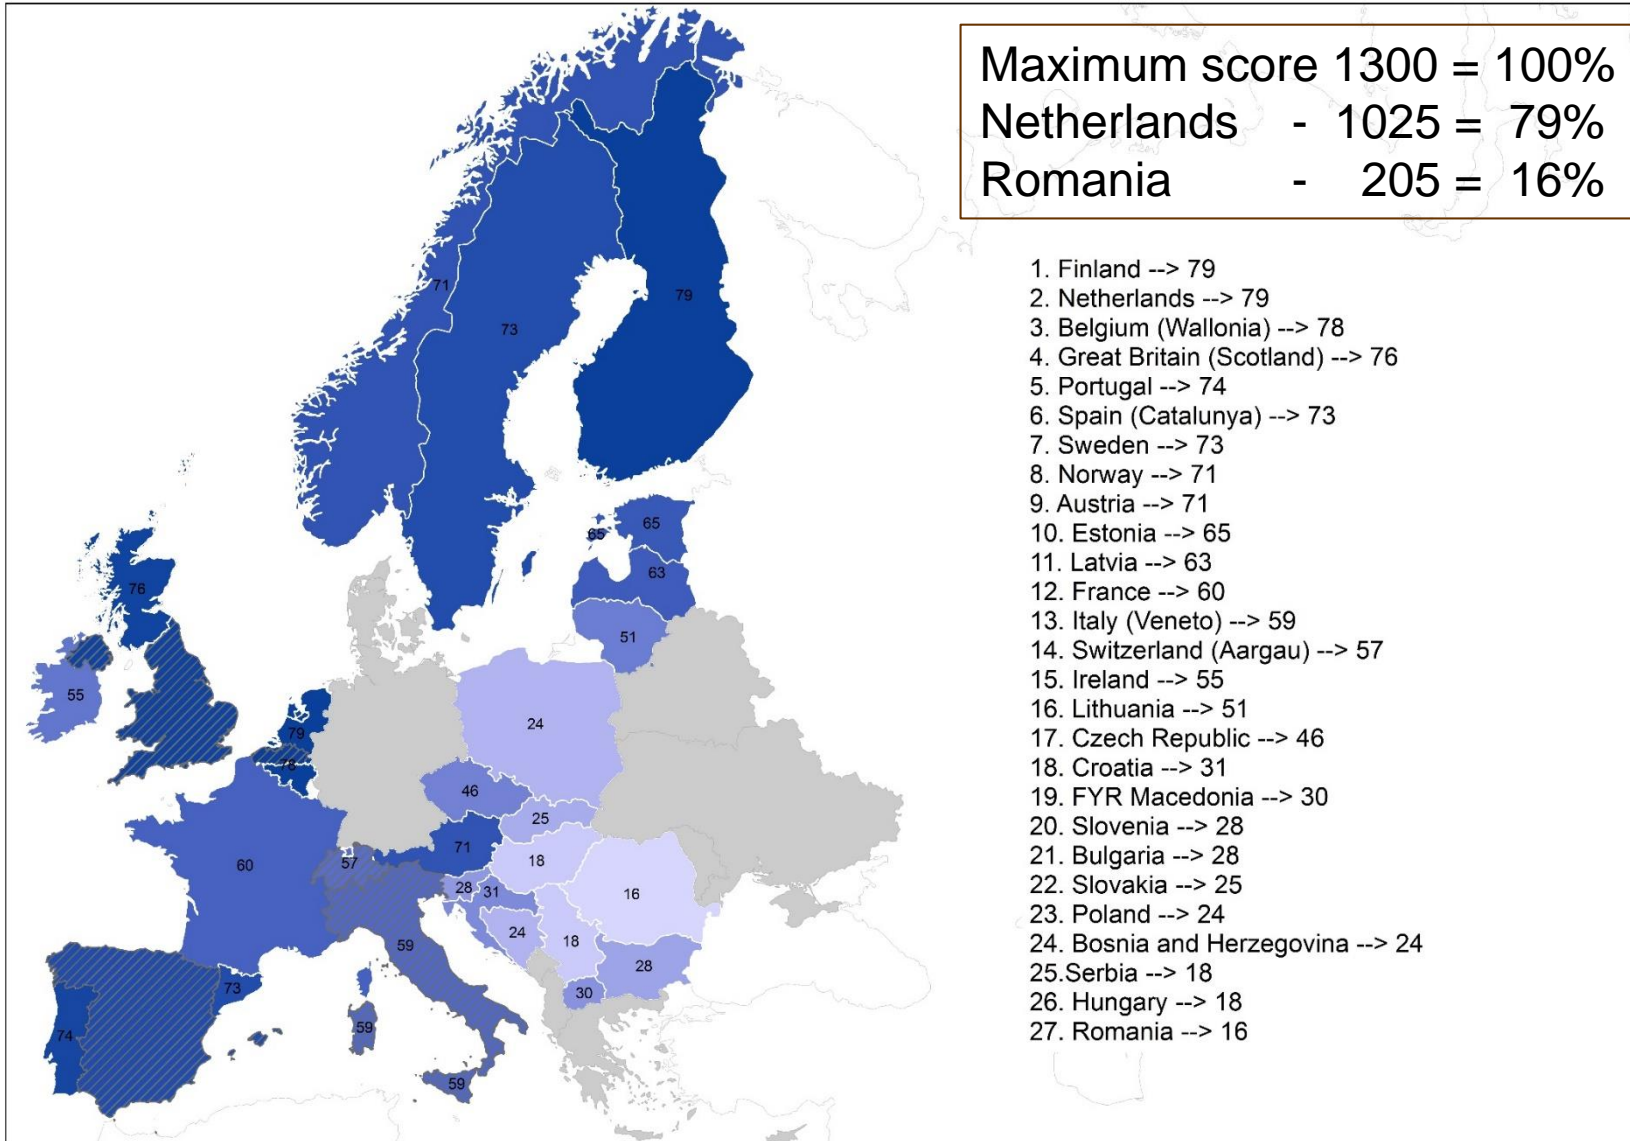 Maximum score 1300 = 100%
Netherlands - 1025 = 79%
Romania - 205 = 16%
1. Finland --> 79
2. Netherlands --> 79
3. Belgium (Wallonia) --> 78
4. Great Britain (Scotland) --> 76
5. Portugal --> 74
6. Spain (Catalunya) --> 73
7. Sweden --> 73
8. Norway --> 71
9. Austria --> 71
10. Estonia --> 65
11. Latvia --> 63
12. France --> 60
13. Italy (Veneto) --> 59
14. Switzerland (Aargau) --> 57
15. Ireland --> 55
16. Lithuania --> 51
17. Czech Republic --> 46
18. Croatia --> 31
19. FYR Macedonia --> 30
20. Slovenia --> 28
21. Bulgaria --> 28
22. Slovakia --> 25
23. Poland --> 24
24. Bosnia and Herzegovina --> 24
25.Serbia --> 18
26. Hungary --> 18
27. Romania --> 16
71
79
73
65
65
63
76
51
55
24
79
78
46
25
71
57
18
60
28
31
16
24
18
59
28
73
30
74
59
59